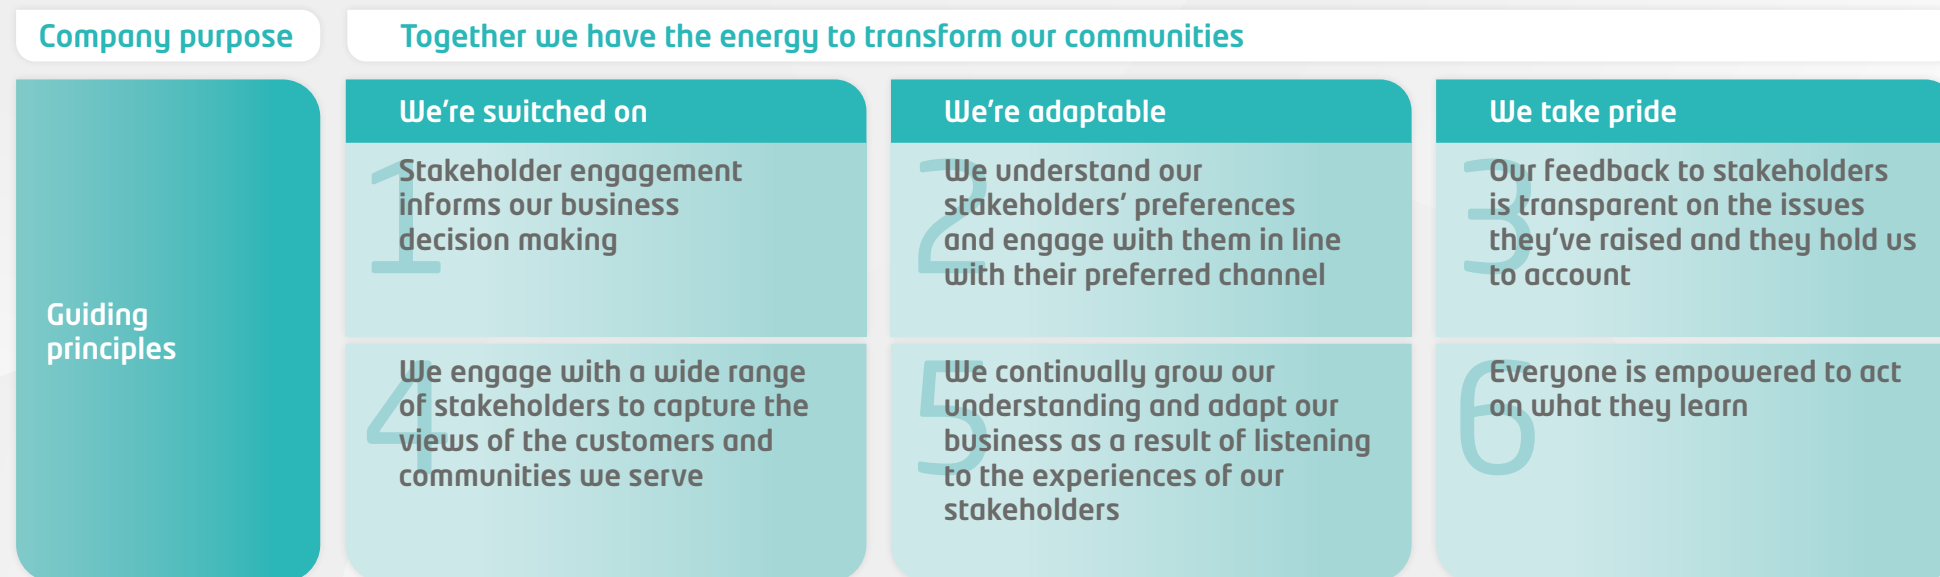 Company purpose
Together we have the energy to transform our communities
Guiding
principles
We're switched on
1
Stakeholder engagement
informs our business
decision making
We're adaptable
2
We understand our
stakeholders' preferences
and engage with them in line
with their preferred channel
We take pride
3
Our feedback to stakeholders
is transparent on the issues
they've raised and they hold us
to account
4
We engage with a wide range
of stakeholders to capture the
views of the customers and
communities we serve
5
We continually grow our
understanding and adapt our
business as a result of listening
to the experiences of our
stakeholders
6
Everyone is empowered to act
on what they learn